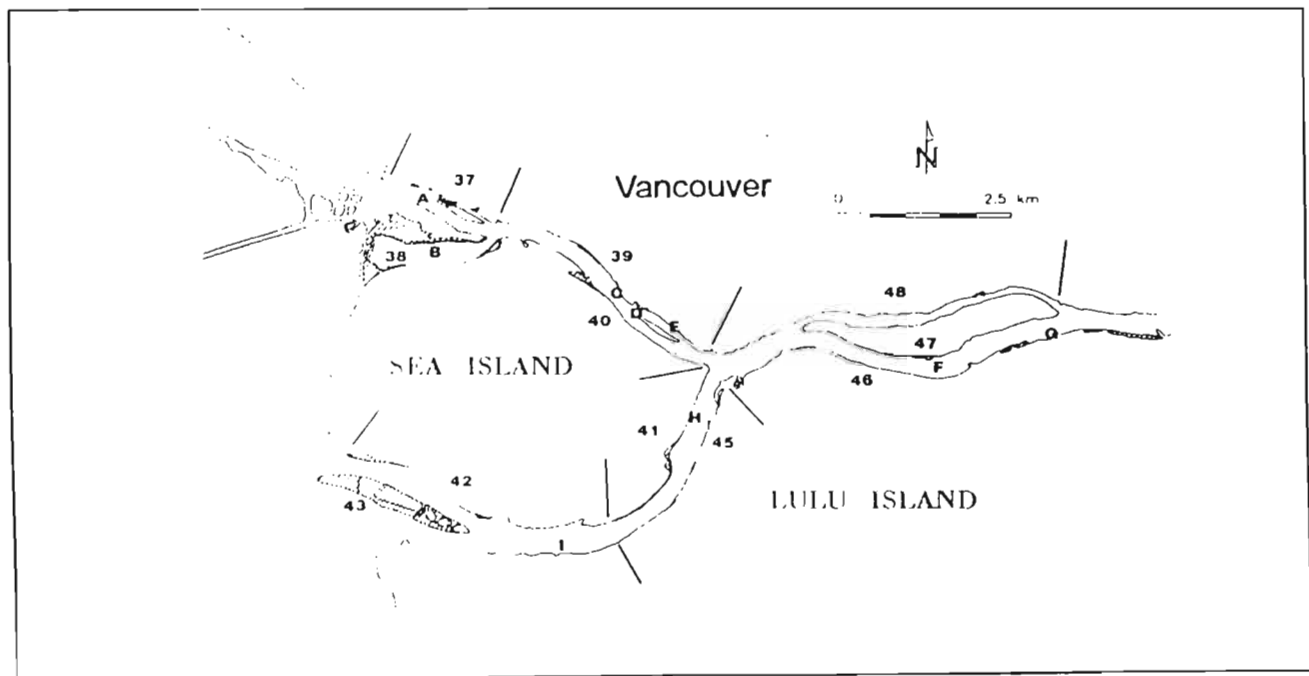 N
Vancouver
0 2.5 km
37
A
38
B
39
C
D
E
40
48
47
G
F
46
SEA ISLAND
H
41
45
42
43
LULU ISLAND
I